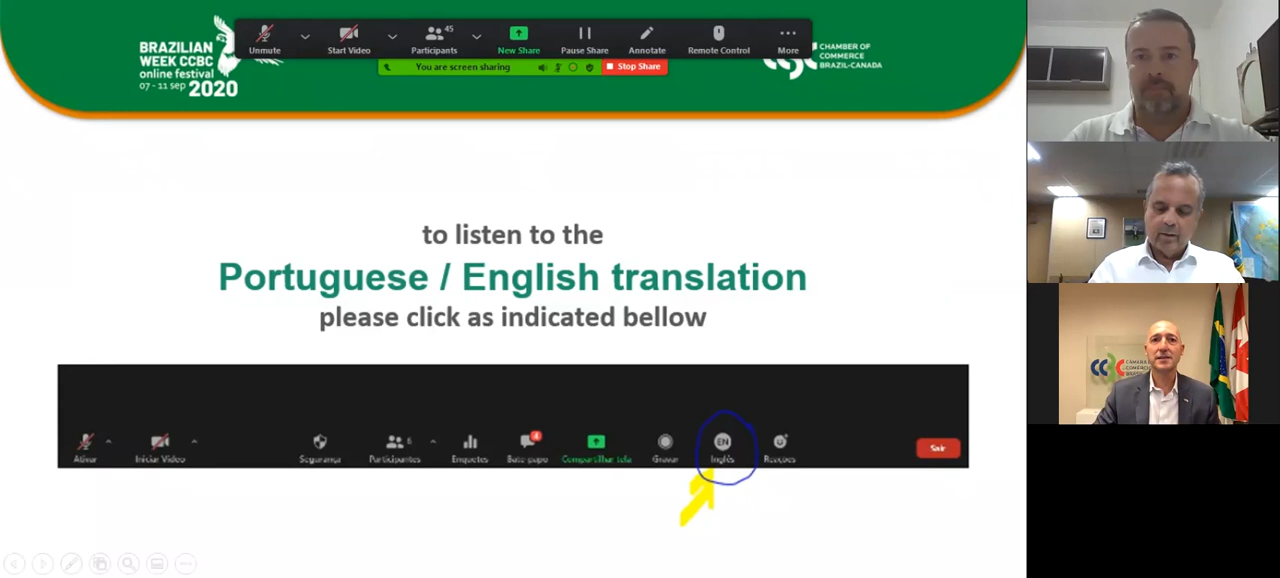 45
Unmute
Start Video
Participants
New Share
Pause Share
Annotate
Remote Control
More
You are screen sharing
Stop Share
BRAZILIAN
WEEK CCBC
online festival
07 - 11 sep 2020
CHAMBER OF
COMMERCE
BRAZIL-CANADA
to listen to the
Portuguese / English translation
please click as indicated bellow
6
4
EN
Ativar
Iniciar Vídeo
Segurança
Participantes
Enquetes
Bate-papo
Compartilhar tela
Gravar
Inglês
Reações
Sair